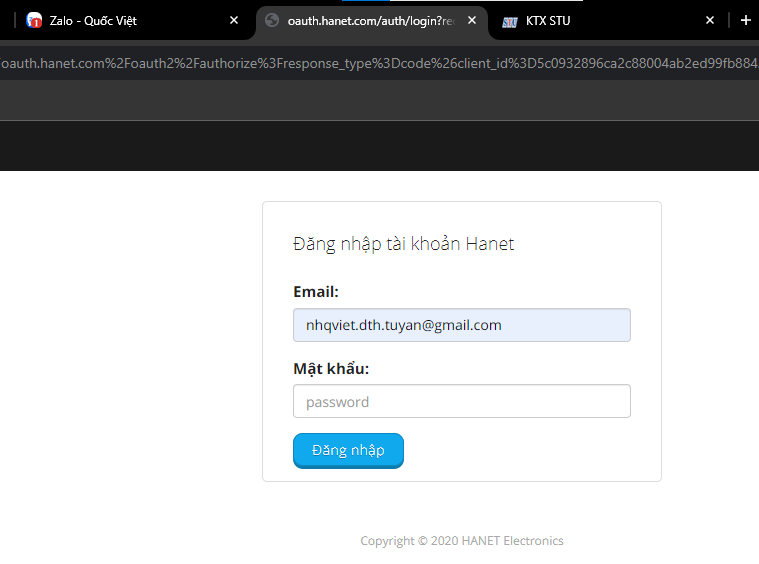 Zalo - Quốc Việt
oauth.hanet.com/auth/login?re
KTX STU
oauth.hanet.com%2Foauth2%2Fauthorize%3Fresponse_type%3Dcode%26client_id%3D5c0932896ca2c88004ab2ed99fb884
Đăng nhập tài khoản Hanet
Email:
nhqviet.dth.tuyan@gmail.com
Mật khẩu:
password
Đăng nhập
Copyright © 2020 HANET Electronics